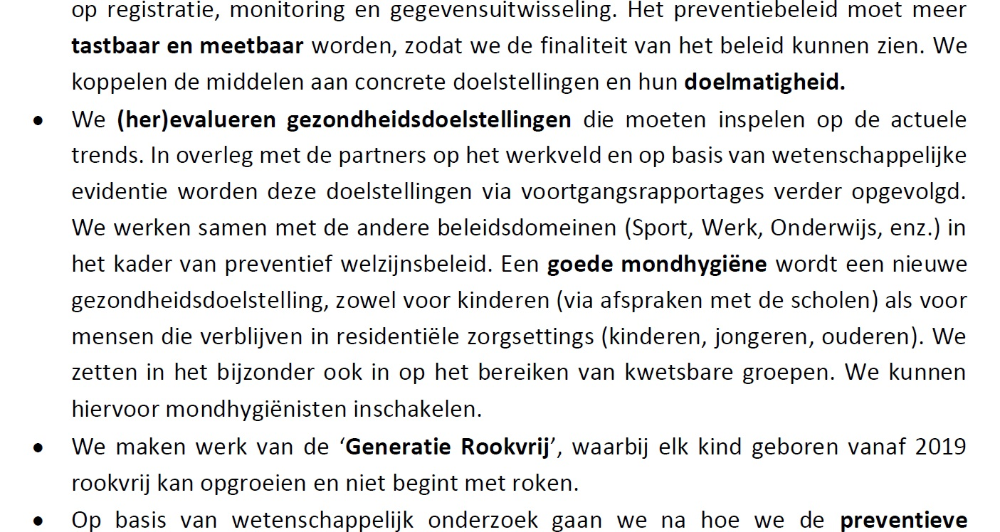 op registratie, monitoring en gegevensuitwisseling. Het preventiebeleid moet meer
tastbaar en meetbaar worden, zodat we de finaliteit van het beleid kunnen zien. We
koppelen de middelen aan concrete doelstellingen en hun doelmatigheid.
• We (her)evalueren gezondheidsdoelstellingen die moeten inspelen op de actuele
trends. In overleg met de partners op het werkveld en op basis van wetenschappelijke
evidentie worden deze doelstellingen via voortgangsrapportages verder opgevolgd.
We werken samen met de andere beleidsdomeinen (Sport, Werk, Onderwijs, enz.) in
het kader van preventief welzijnsbeleid. Een goede mondhygiëne wordt een nieuwe
gezondheidsdoelstelling, zowel voor kinderen (via afspraken met de scholen) als voor
mensen die verblijven in residentiële zorgsettings (kinderen, jongeren, ouderen). We
zetten in het bijzonder ook in op het bereiken van kwetsbare groepen. We kunnen
hiervoor mondhygiënisten inschakelen.
• We maken werk van de ‘Generatie Rookvrij’, waarbij elk kind geboren vanaf 2019
rookvrij kan opgroeien en niet begint met roken.
• Op basis van wetenschappelijk onderzoek gaan we na hoe we de preventieve